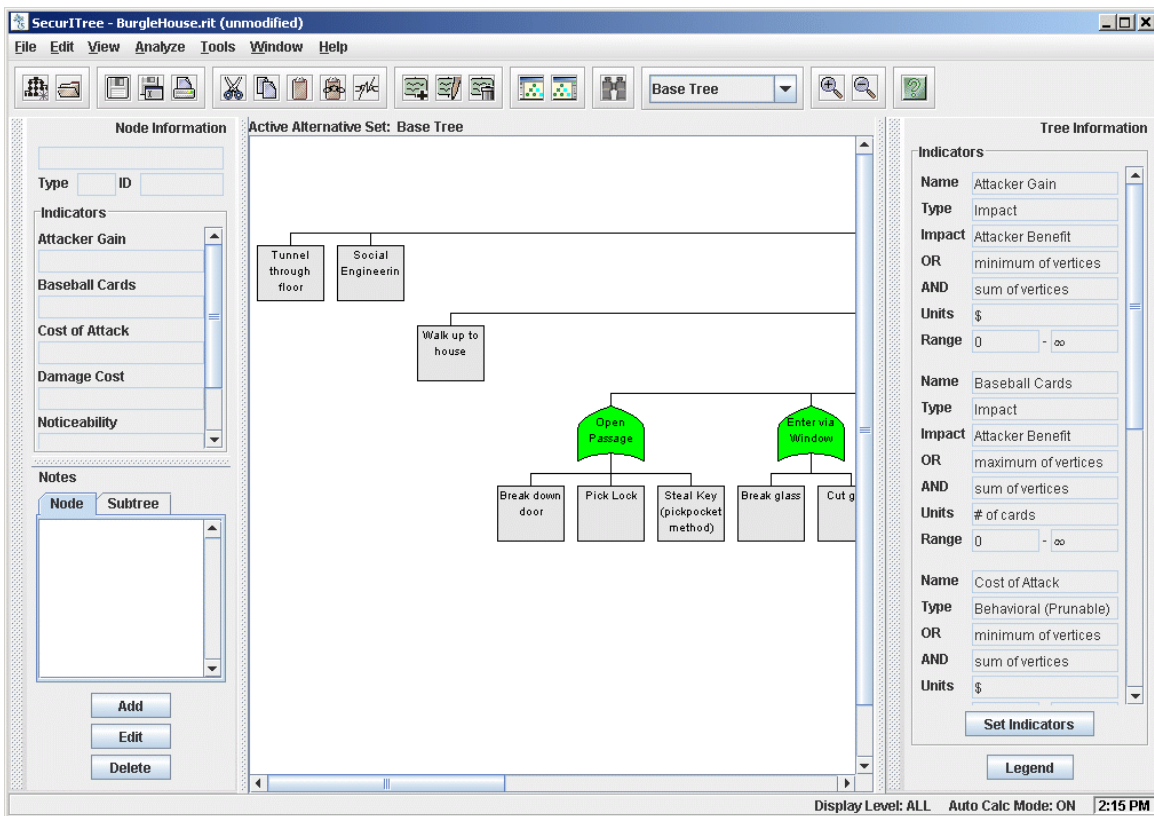 SecurITree - BurgleHouse.rit (unmodified)
File Edit View Analyze Tools Window Help
Base Tree
Node Information
Type ID
Indicators
Attacker Gain
Baseball Cards
Cost of Attack
Damage Cost
Noticeability
Notes
Node Subtree
Add
Edit
Delete
Active Alternative Set: Base Tree
Tunnel
through
floor
Social
Engineerin
Walk up to
house
Open
Passage
Enter via
Window
Break down
door
Pick Lock
Steal Key
(pickpocket
method)
Break glass
Cut g
Tree Information
Indicators
Name Attacker Gain
Type Impact
Impact Attacker Benefit
OR minimum of vertices
AND sum of vertices
Units $
Range 0 - ∞
Name Baseball Cards
Type Impact
Impact Attacker Benefit
OR maximum of vertices
AND sum of vertices
Units # of cards
Range 0 - ∞
Name Cost of Attack
Type Behavioral (Prunable)
OR minimum of vertices
AND sum of vertices
Units $
Set Indicators
Legend
Display Level: ALL Auto Calc Mode: ON 2:15 PM